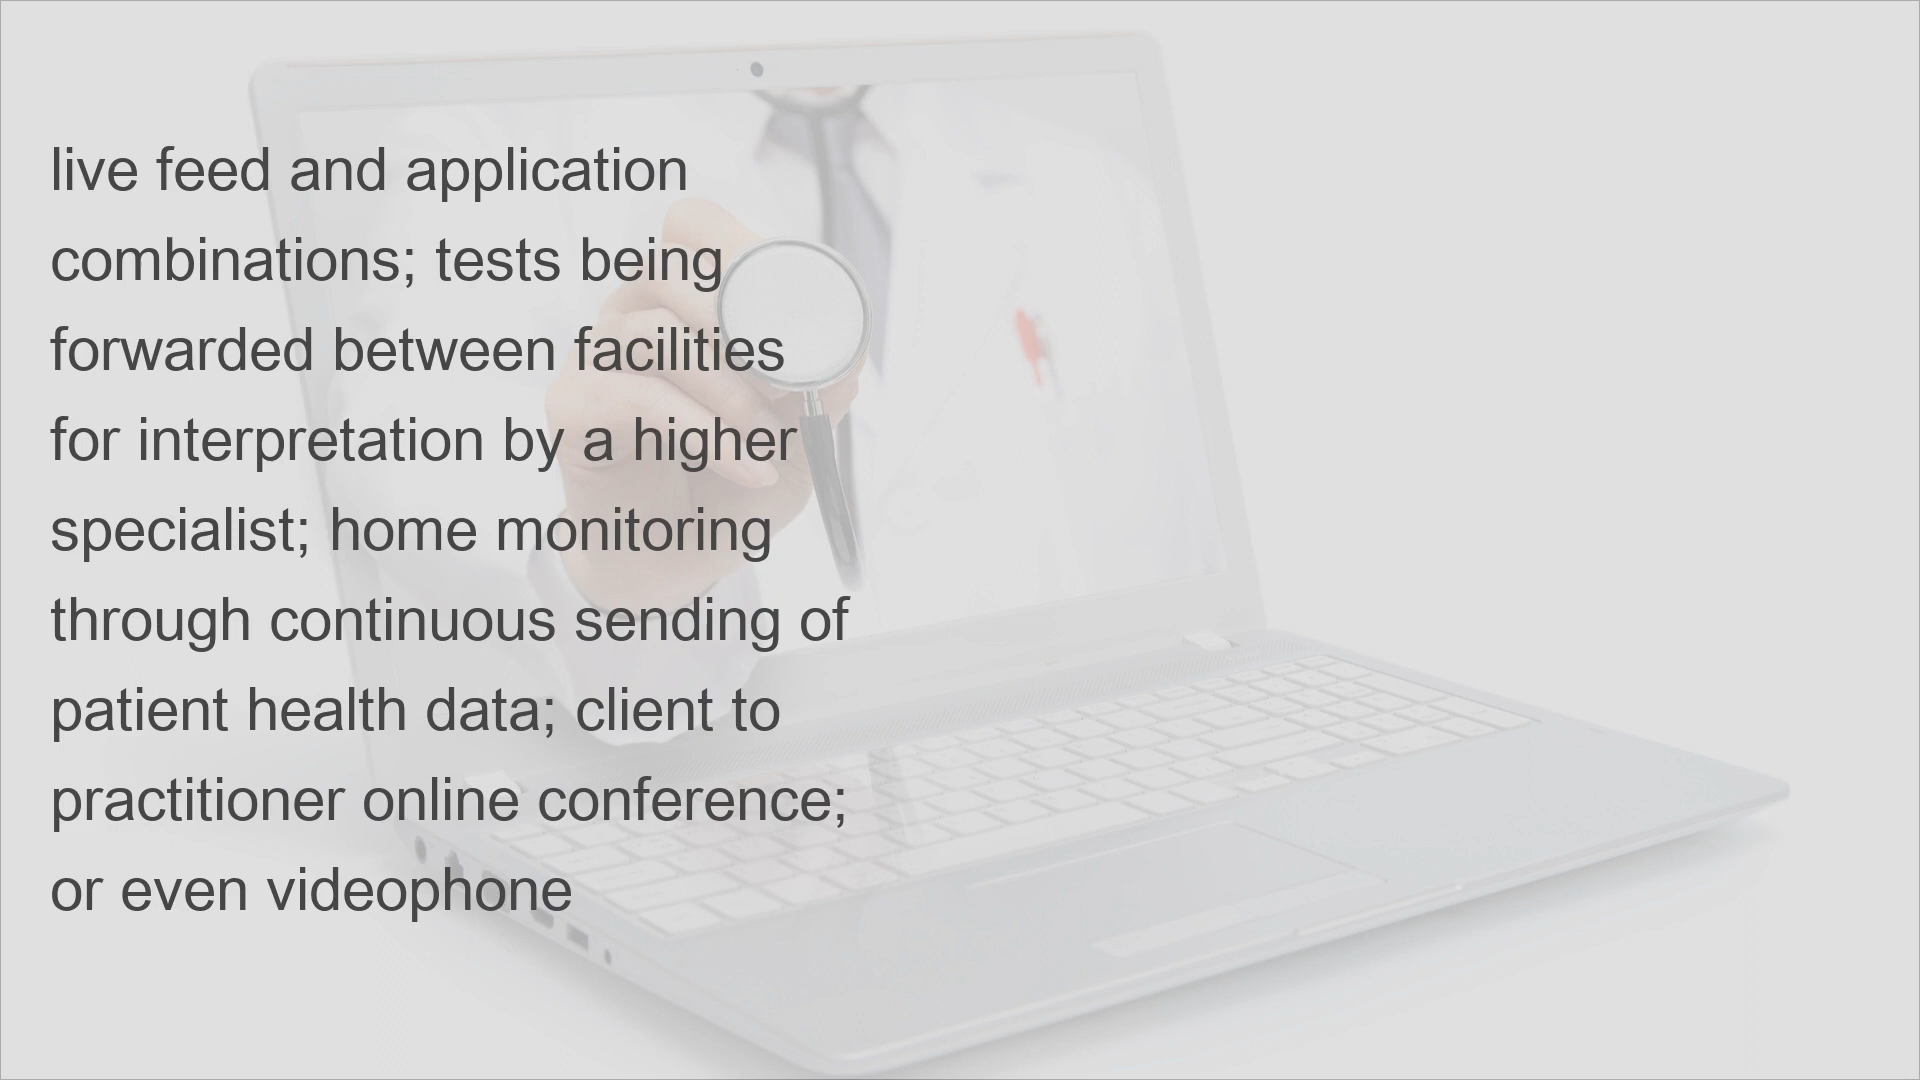 live feed and application
combinations; tests being
forwarded between facilities
for interpretation by a higher
specialist; home monitoring
through continuous sending of
patient health data; client to
practitioner online conference;
or even videophone